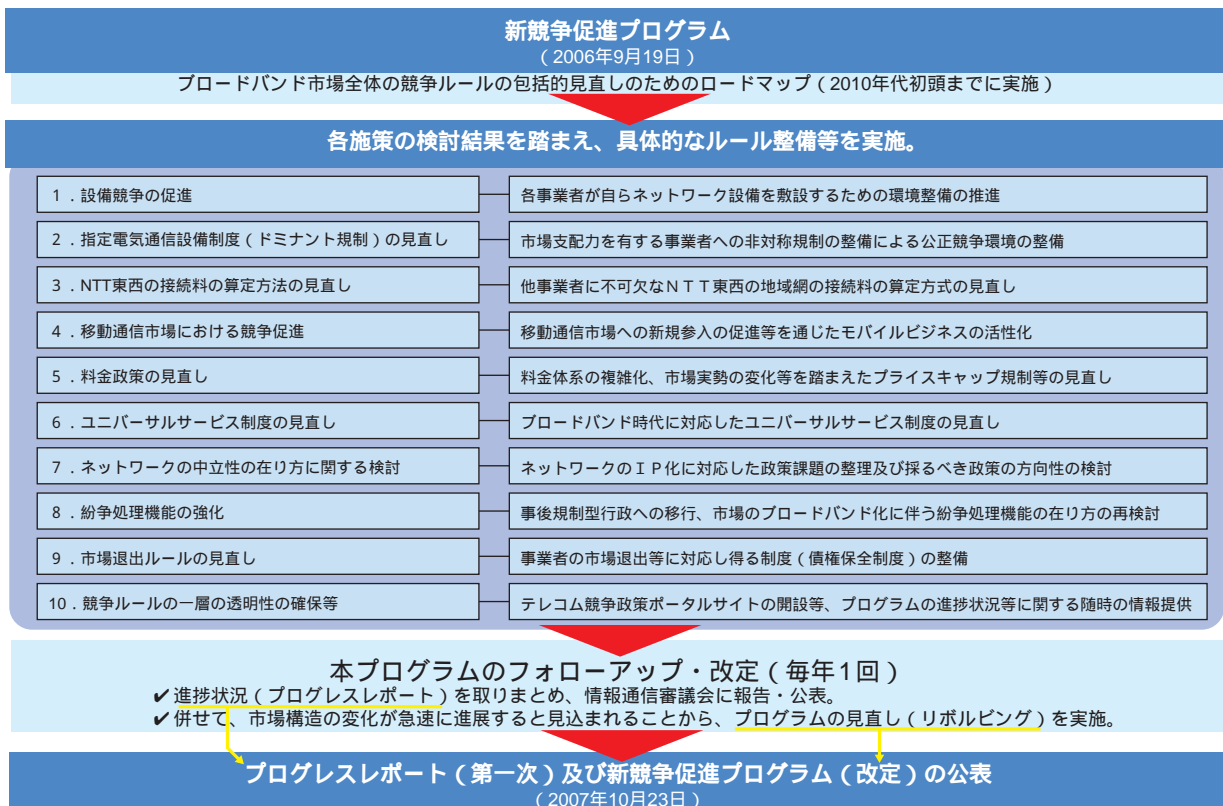 新競争促進プログラム
（2006年9月19日）
ブロードバンド市場全体の競争ルールの包括的見直しのためのロードマップ（2010年代初頭までに実施）
各施策の検討結果を踏まえ、具体的なルール整備等を実施。
1．設備競争の促進
各事業者が自らネットワーク設備を敷設するための環境整備の推進
2．指定電気通信設備制度（ドミナント規制）の見直し
市場支配力を有する事業者への非対称規制の整備による公正競争環境の整備
3．NTT東西の接続料の算定方法の見直し
他事業者に不可欠なＮＴＴ東西の地域網の接続料の算定方式の見直し
4．移動通信市場における競争促進
移動通信市場への新規参入の促進等を通じたモバイルビジネスの活性化
5．料金政策の見直し
料金体系の複雑化、市場実勢の変化等を踏まえたプライスキャップ規制等の見直し
6．ユニバーサルサービス制度の見直し
ブロードバンド時代に対応したユニバーサルサービス制度の見直し
7．ネットワークの中立性の在り方に関する検討
ネットワークのＩＰ化に対応した政策課題の整理及び採るべき政策の方向性の検討
8．紛争処理機能の強化
事後規制型行政への移行、市場のブロードバンド化に伴う紛争処理機能の在り方の再検討
9．市場退出ルールの見直し
事業者の市場退出等に対応し得る制度（債権保全制度）の整備
10．競争ルールの一層の透明性の確保等
テレコム競争政策ポータルサイトの開設等、プログラムの進捗状況等に関する随時の情報提供
本プログラムのフォローアップ・改定（毎年1回）
✔進捗状況（プログレスレポート）を取りまとめ、情報通信審議会に報告・公表。
✔併せて、市場構造の変化が急速に進展すると見込まれることから、プログラムの見直し（リボルビング）を実施。
プログレスレポート（第一次）及び新競争促進プログラム（改定）の公表
（2007年10月23日）